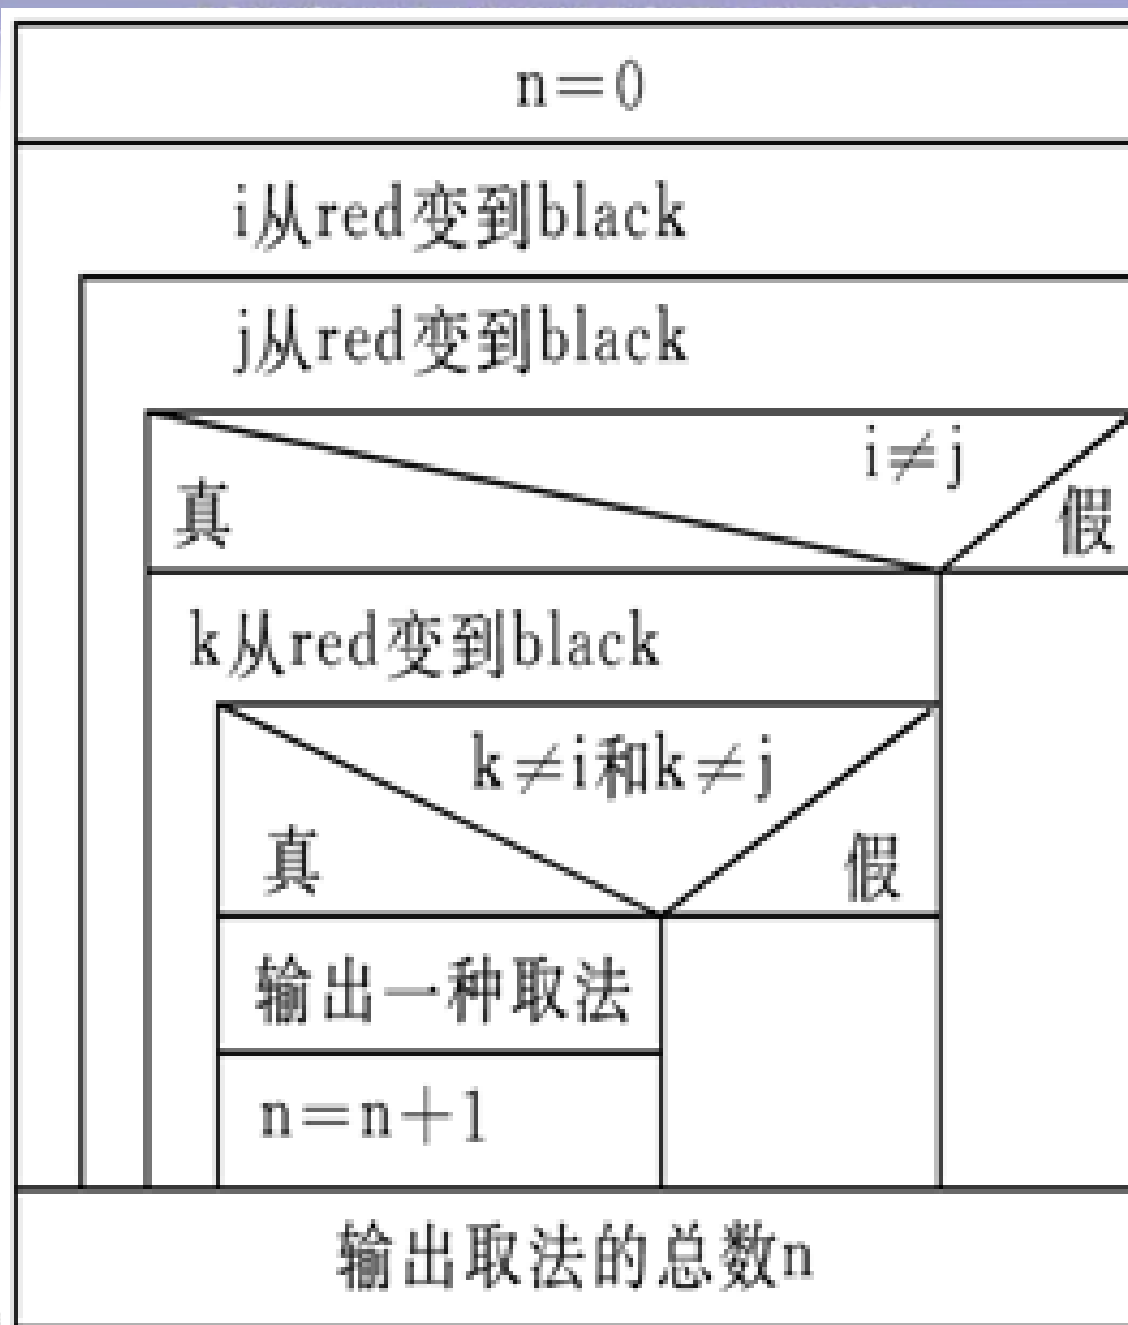 n=0
i从red变到black
j从red变到black
i≠j
真 假
k从red变到black
k≠i和k≠j
真 假
输出一种取法
n=n+1
输出取法的总数n